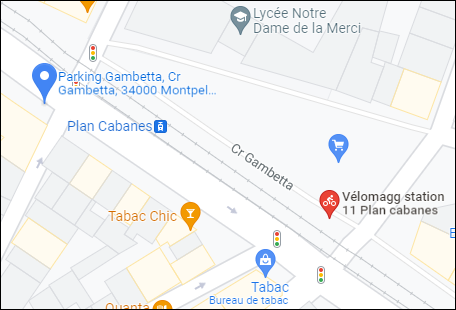 Lycée Notre
Dame de la Merci
Parking Gambetta, Cr
Gambetta, 34000 Montpel...
Plan Cabanes
Cr Gambetta
Vélomagg station
11 Plan cabanes
Tabac Chic
Tabac
Bureau de tabac
Quanta